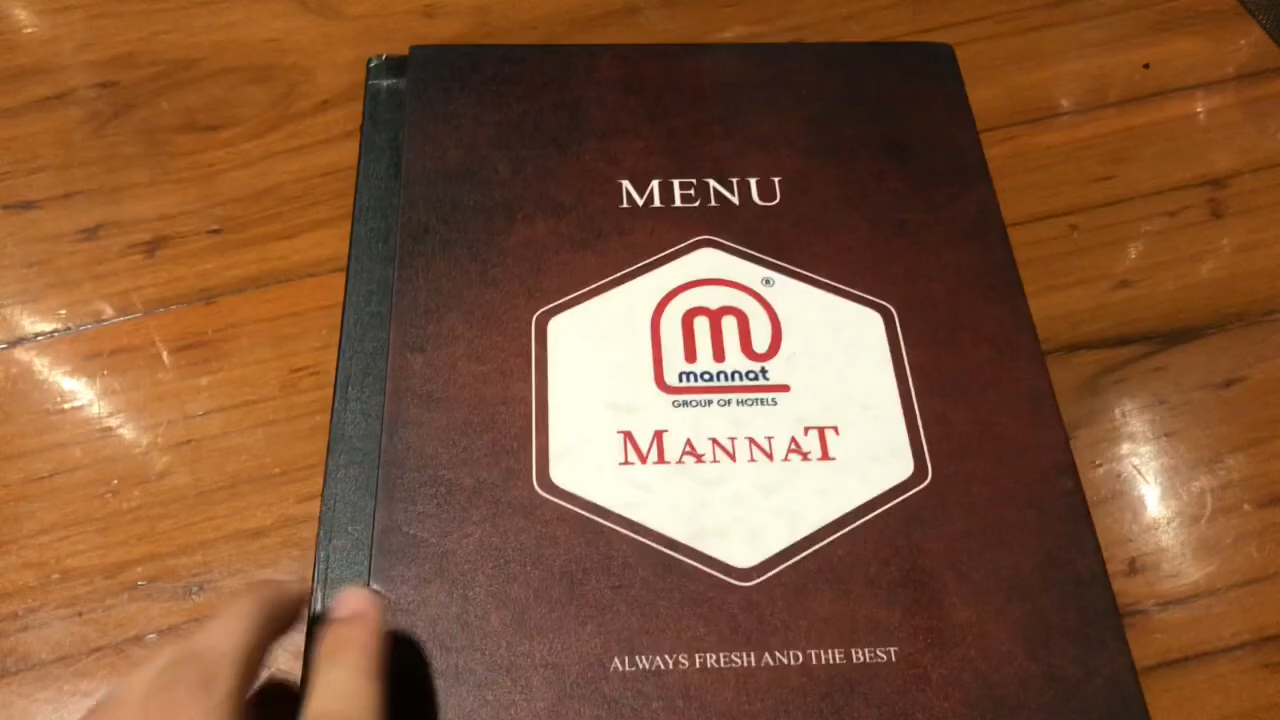 MENU
®
mannat
GROUP OF HOTELS
MANNAT
ALWAYS FRESH AND THE BEST